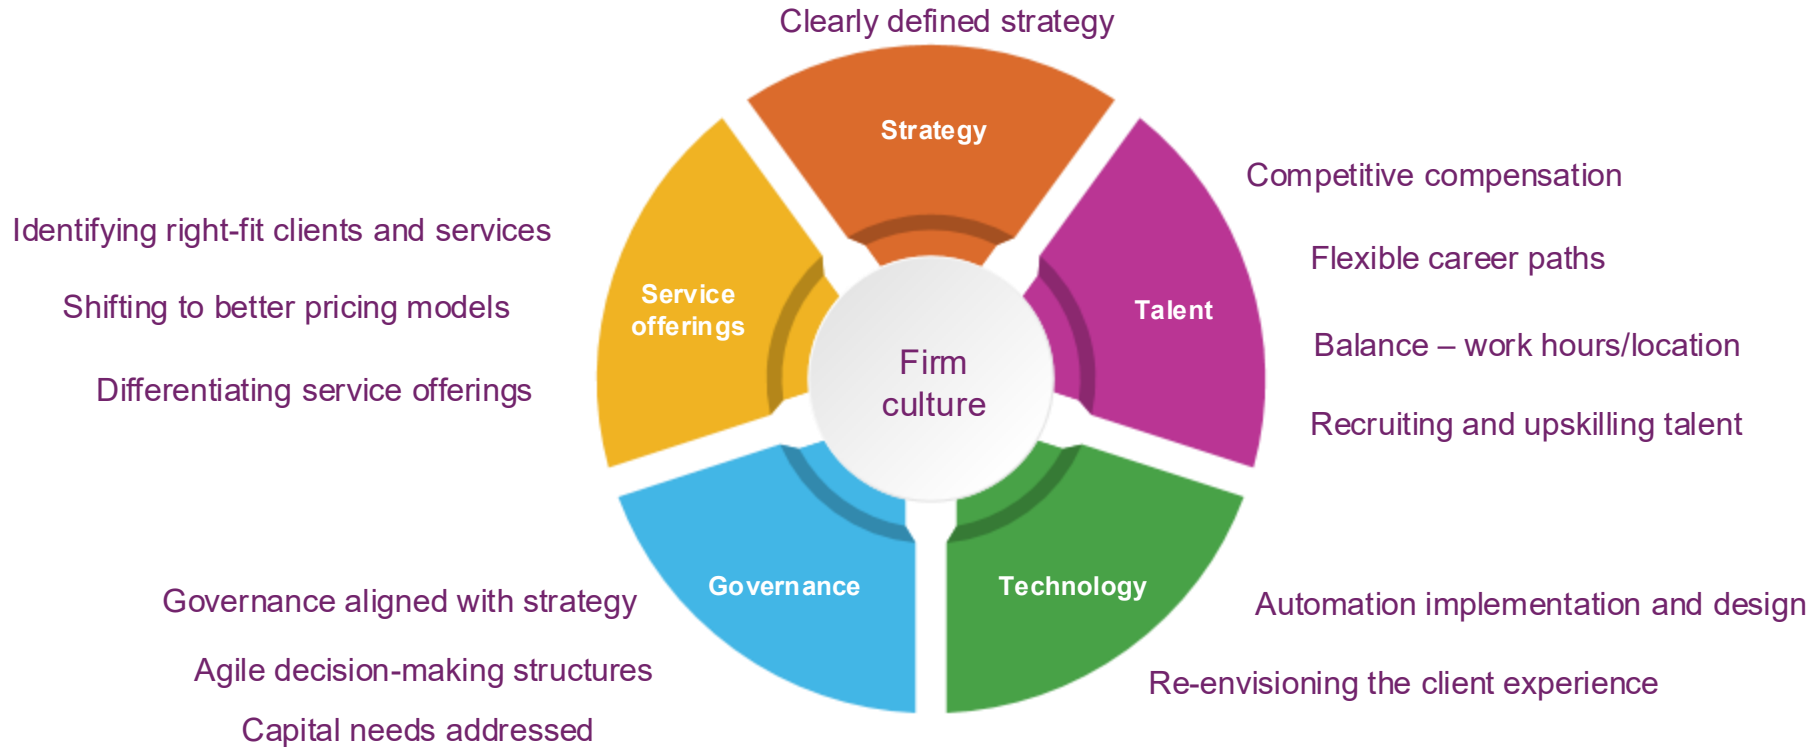 Clearly defined strategy
Strategy
Competitive compensation
Flexible career paths
Talent
Balance – work hours/location
Recruiting and upskilling talent
Technology
Automation implementation and design
Re-envisioning the client experience
Governance
Governance aligned with strategy
Agile decision-making structures
Capital needs addressed
Service
offerings
Identifying right-fit clients and services
Shifting to better pricing models
Differentiating service offerings
Firm
culture